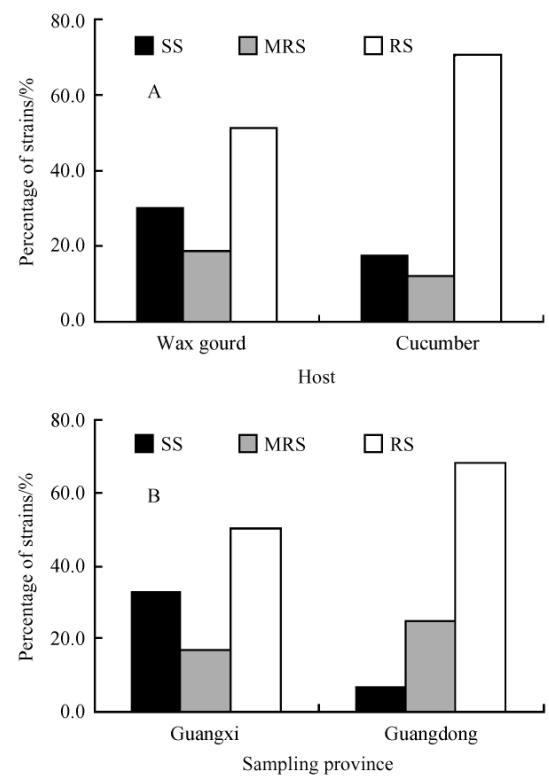 80.0
60.0
40.0
20.0
0.0
Percentage of strains/%
SS MRS RS
A
Wax gourd Cucumber
Host
80.0
60.0
40.0
20.0
0.0
Percentage of strains/%
SS MRS RS
B
Guangxi Guangdong
Sampling province